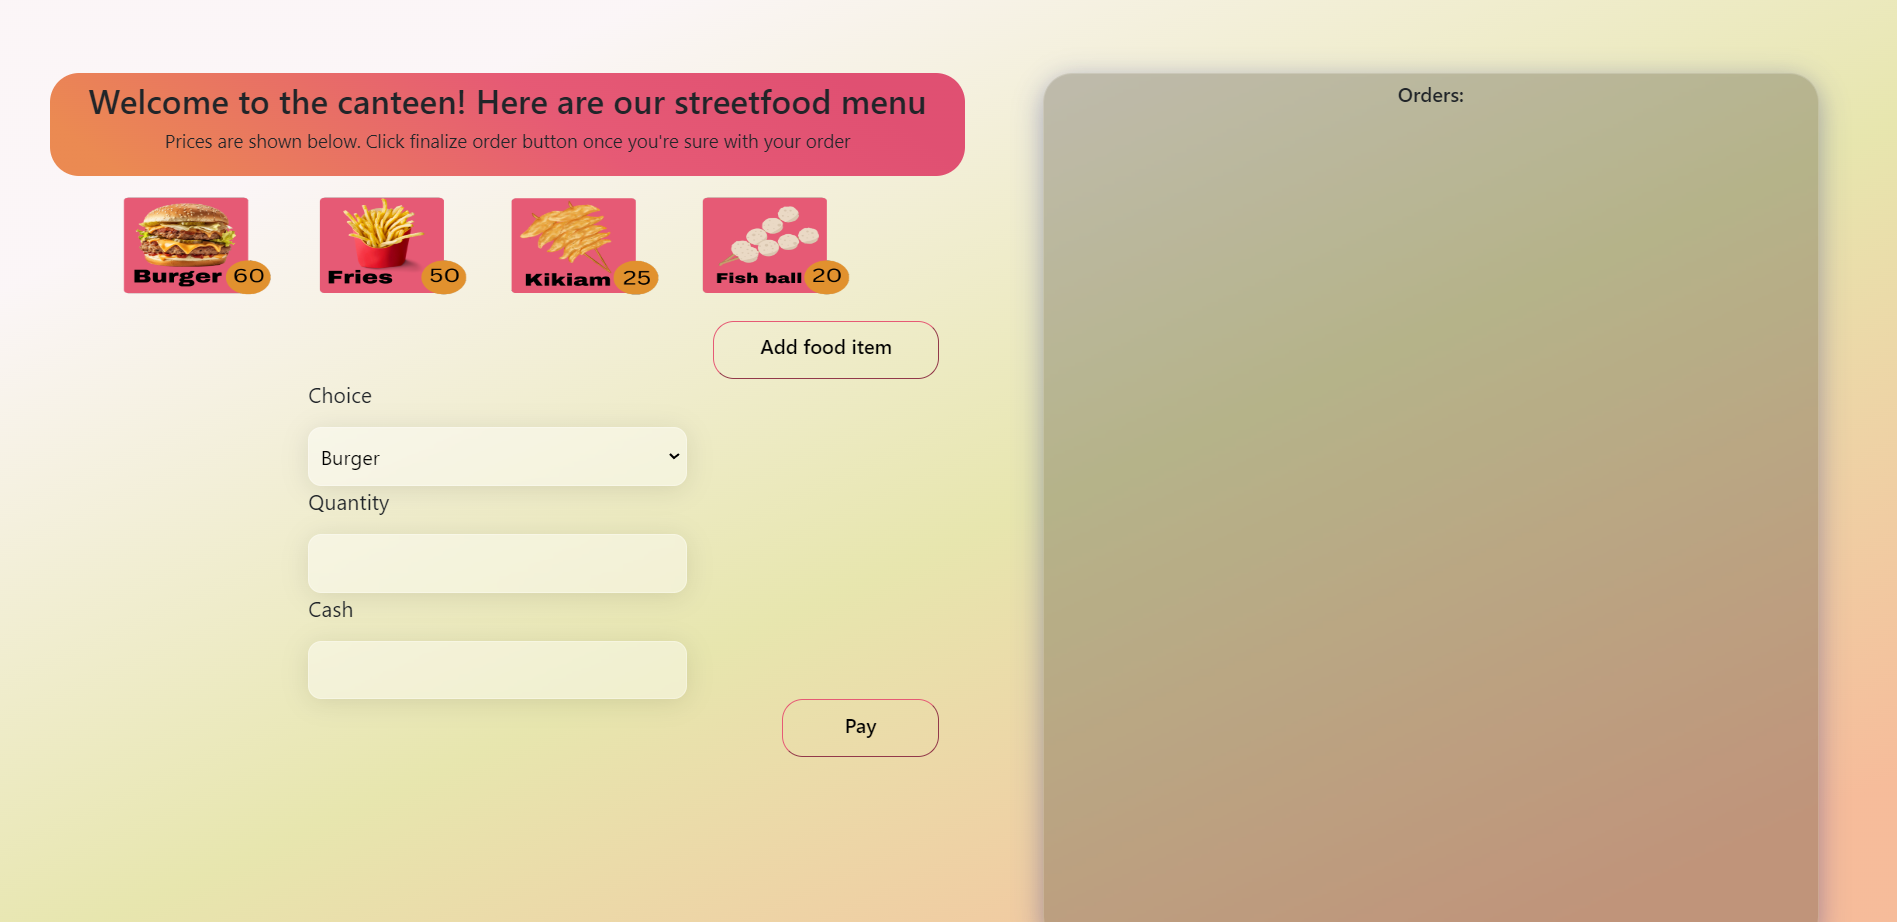 Welcome to the canteen! Here are our streetfood menu
Prices are shown below. Click finalize order button once you're sure with your order
Burger 60
Fries 50
Kikiam 25
Fish ball 20
Add food item
Choice
Burger
Quantity
Cash
Pay
Orders: